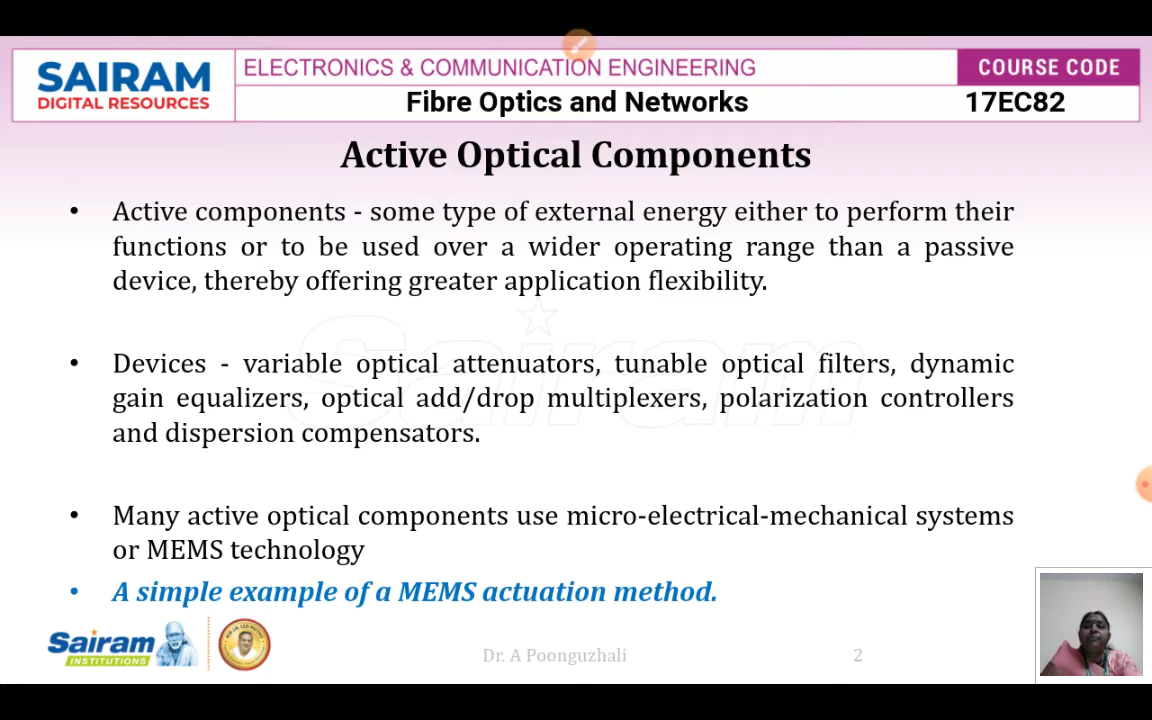 SAIRAM
DIGITAL RESOURCES
ELECTRONICS & COMMUNICATION ENGINEERING
COURSE CODE
Fibre Optics and Networks
17EC82
Active Optical Components
• Active components - some type of external energy either to perform their
functions or to be used over a wider operating range than a passive
device, thereby offering greater application flexibility.
Sairam
• Devices - variable optical attenuators, tunable optical filters, dynamic
gain equalizers, optical add/drop multiplexers, polarization controllers
and dispersion compensators.
• Many active optical components use micro-electrical-mechanical systems
or MEMS technology
• A simple example of a MEMS actuation method.
Sairam
INSTITUTIONS
Dr. A Poonguzhali
2